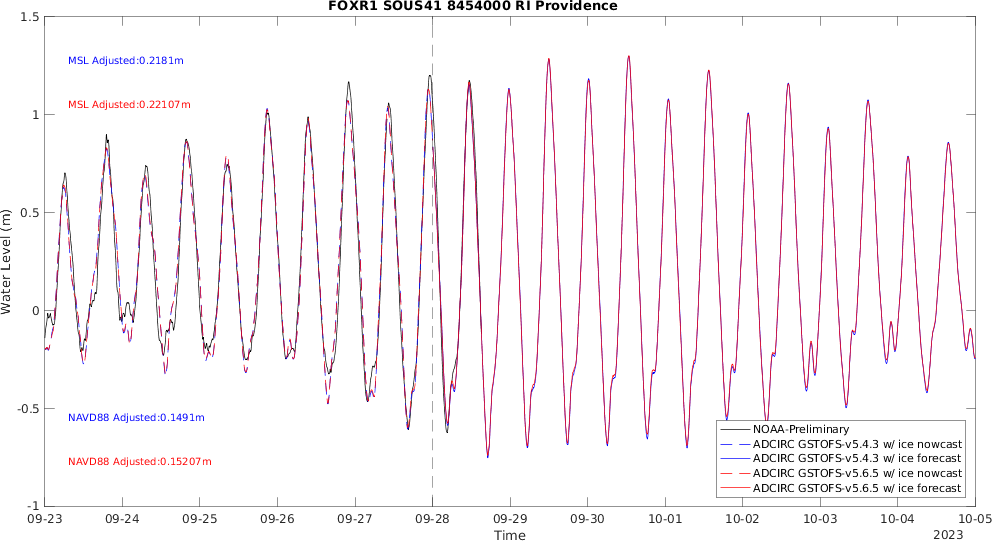 FOXR1 SOUS41 8454000 RI Providence
1.5
1
0.5
0
-0.5
-1
Water Level (m)
MSL Adjusted:0.2181m
MSL Adjusted:0.22107m
NAVD88 Adjusted:0.1491m
NAVD88 Adjusted:0.15207m
NOAA-Preliminary
ADCIRC GSTOFS-v5.4.3 w/ ice nowcast
ADCIRC GSTOFS-v5.4.3 w/ ice forecast
ADCIRC GSTOFS-v5.6.5 w/ ice nowcast
ADCIRC GSTOFS-v5.6.5 w/ ice forecast
09-23 09-24 09-25 09-26 09-27 09-28 09-29 09-30 10-01 10-02 10-03 10-04 10-05
Time
2023